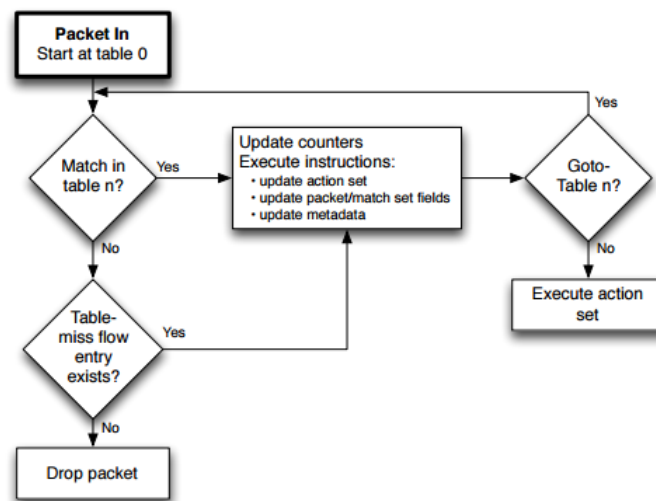 Packet In
Start at table 0
Yes
Match in
table n?
Yes
Update counters
Execute instructions:
• update action set
• update packet/match set fields
• update metadata
Goto-
Table n?
No
No
Table-
miss flow
entry
exists?
Yes
Execute action
set
No
Drop packet